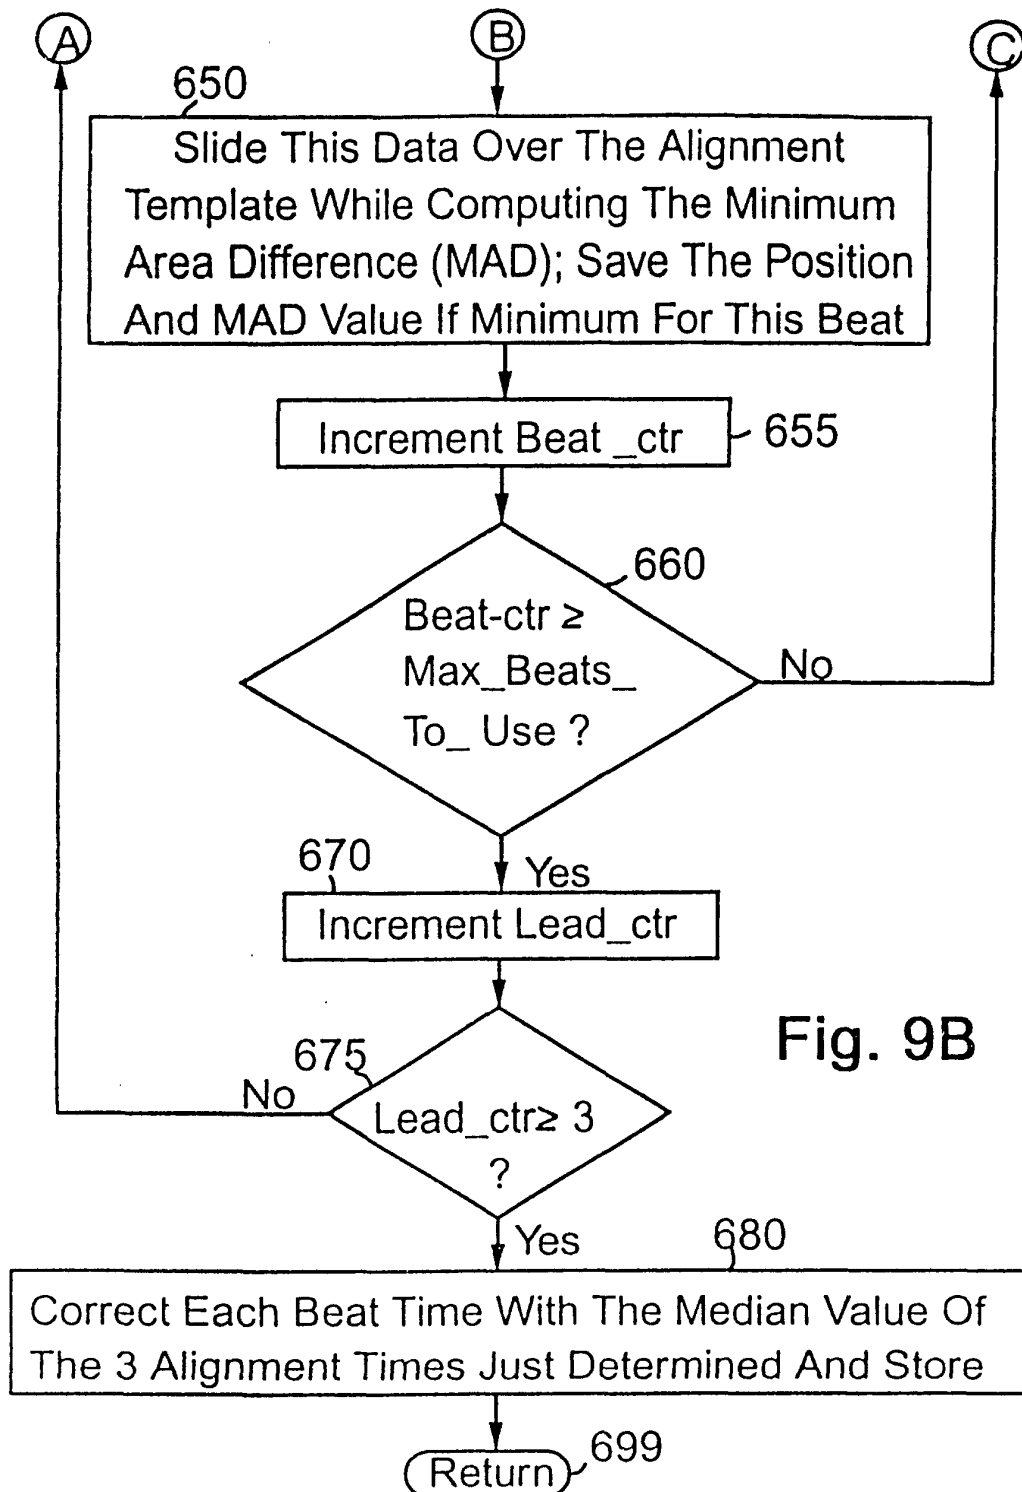 A
B
C
650
Slide This Data Over The Alignment
Template While Computing The Minimum
Area Difference (MAD); Save The Position
And MAD Value If Minimum For This Beat
Increment Beat _ctr
655
660
Beat-ctr ≥
Max_Beats_
To_ Use ?
No
Yes
670
Increment Lead_ctr
Fig. 9B
675
No
Lead_ctr≥ 3
?
Yes
680
Correct Each Beat Time With The Median Value Of
The 3 Alignment Times Just Determined And Store
Return
699